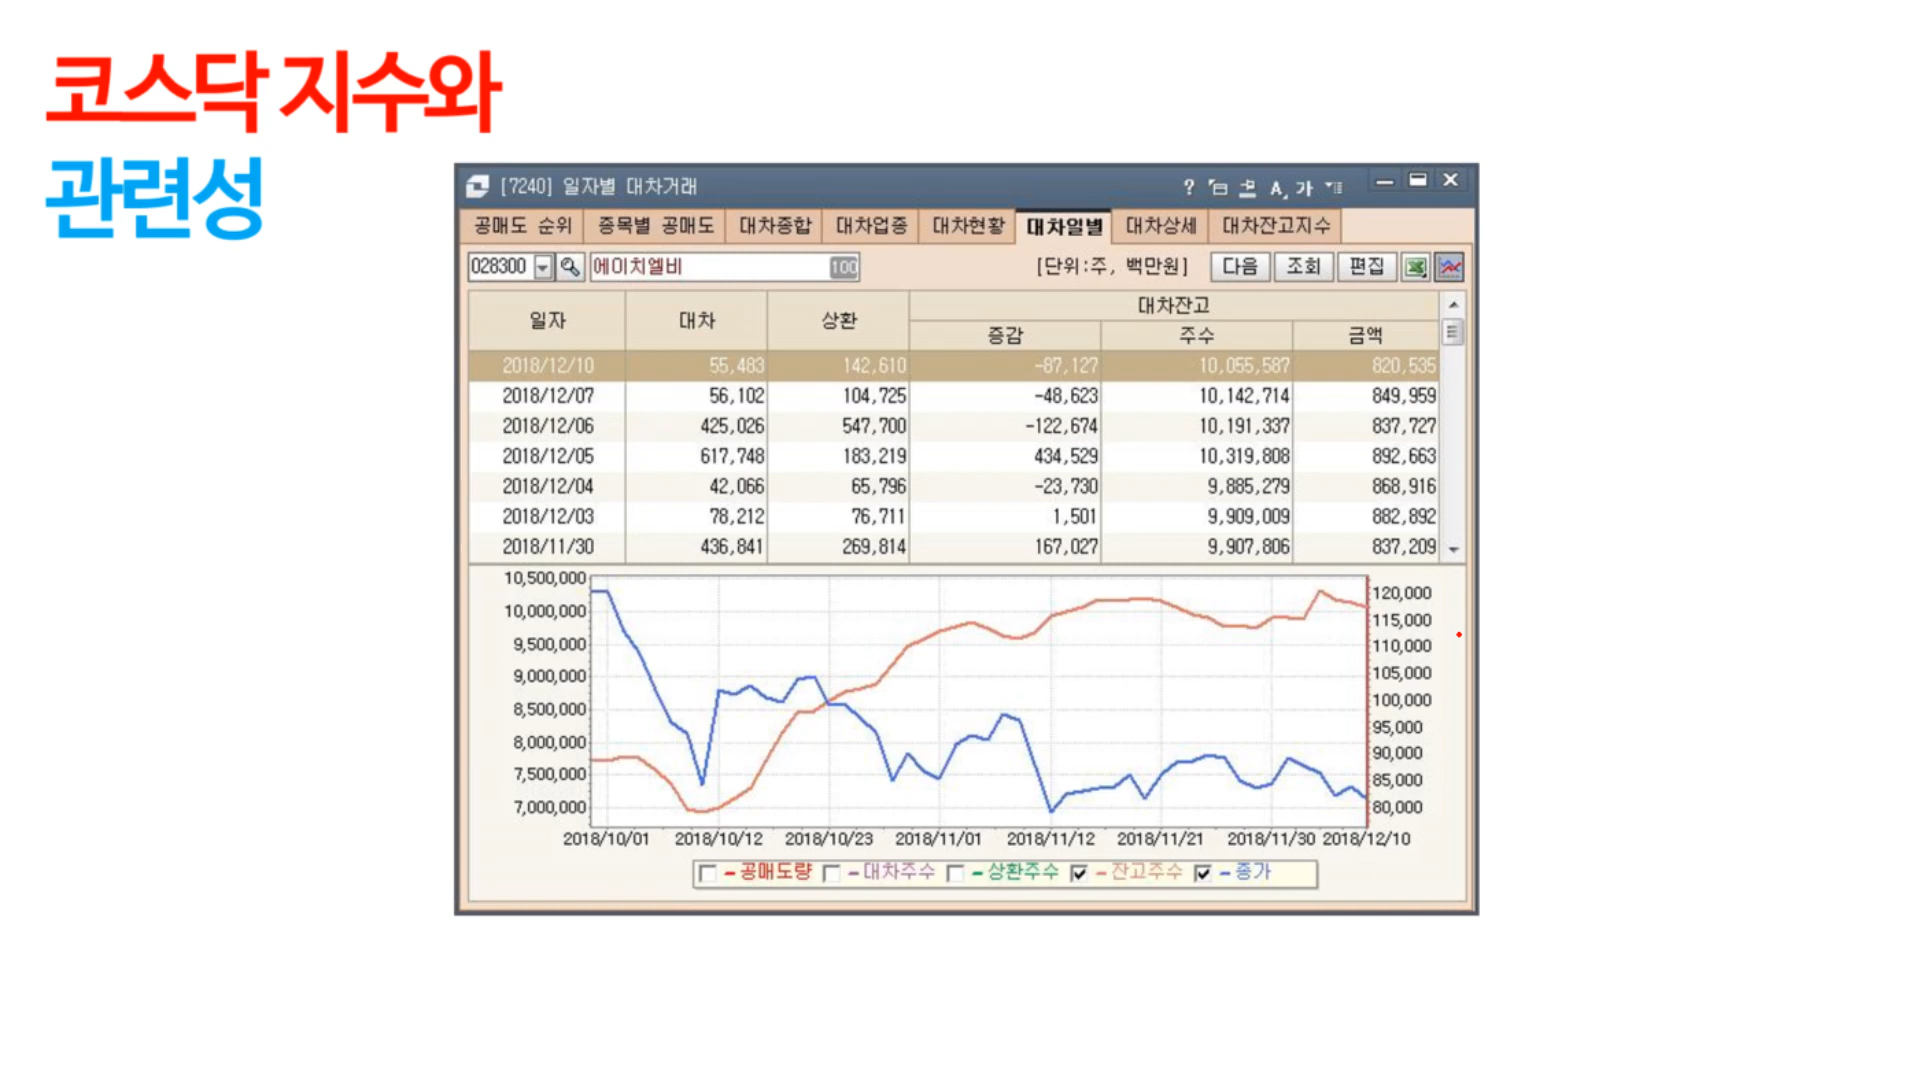 코스닥 지수와
관련성
[7240] 일자별 대차거래
? A 가
공매도 순위 종목별 공매도 대차종합 대차업종 대차현황 대차일별 대차상세 대차잔고지수
028300 에이치엘비 100 [단위:주, 백만원] 다음 조회 편집
일자 대차 상환 대차잔고
증감 주수 금액
2018/12/10 55,483 142,610 -87,127 10,055,587 820,535
2018/12/07 56,102 104,725 -48,623 10,142,714 849,959
2018/12/06 425,026 547,700 -122,674 10,191,337 837,727
2018/12/05 617,748 183,219 434,529 10,319,808 892,663
2018/12/04 42,066 65,796 -23,730 9,885,279 868,916
2018/12/03 78,212 76,711 1,501 9,909,009 882,892
2018/11/30 436,841 269,814 167,027 9,907,806 837,209
10,500,000
120,000
10,000,000
115,000
9,500,000
110,000
9,000,000
105,000
8,500,000
100,000
8,000,000
95,000
7,500,000
90,000
7,000,000
85,000
80,000
2018/10/01 2018/10/12 2018/10/23 2018/11/01 2018/11/12 2018/11/21 2018/11/30 2018/12/10
공매도량 대차주수 상환주수 잔고주수 종가